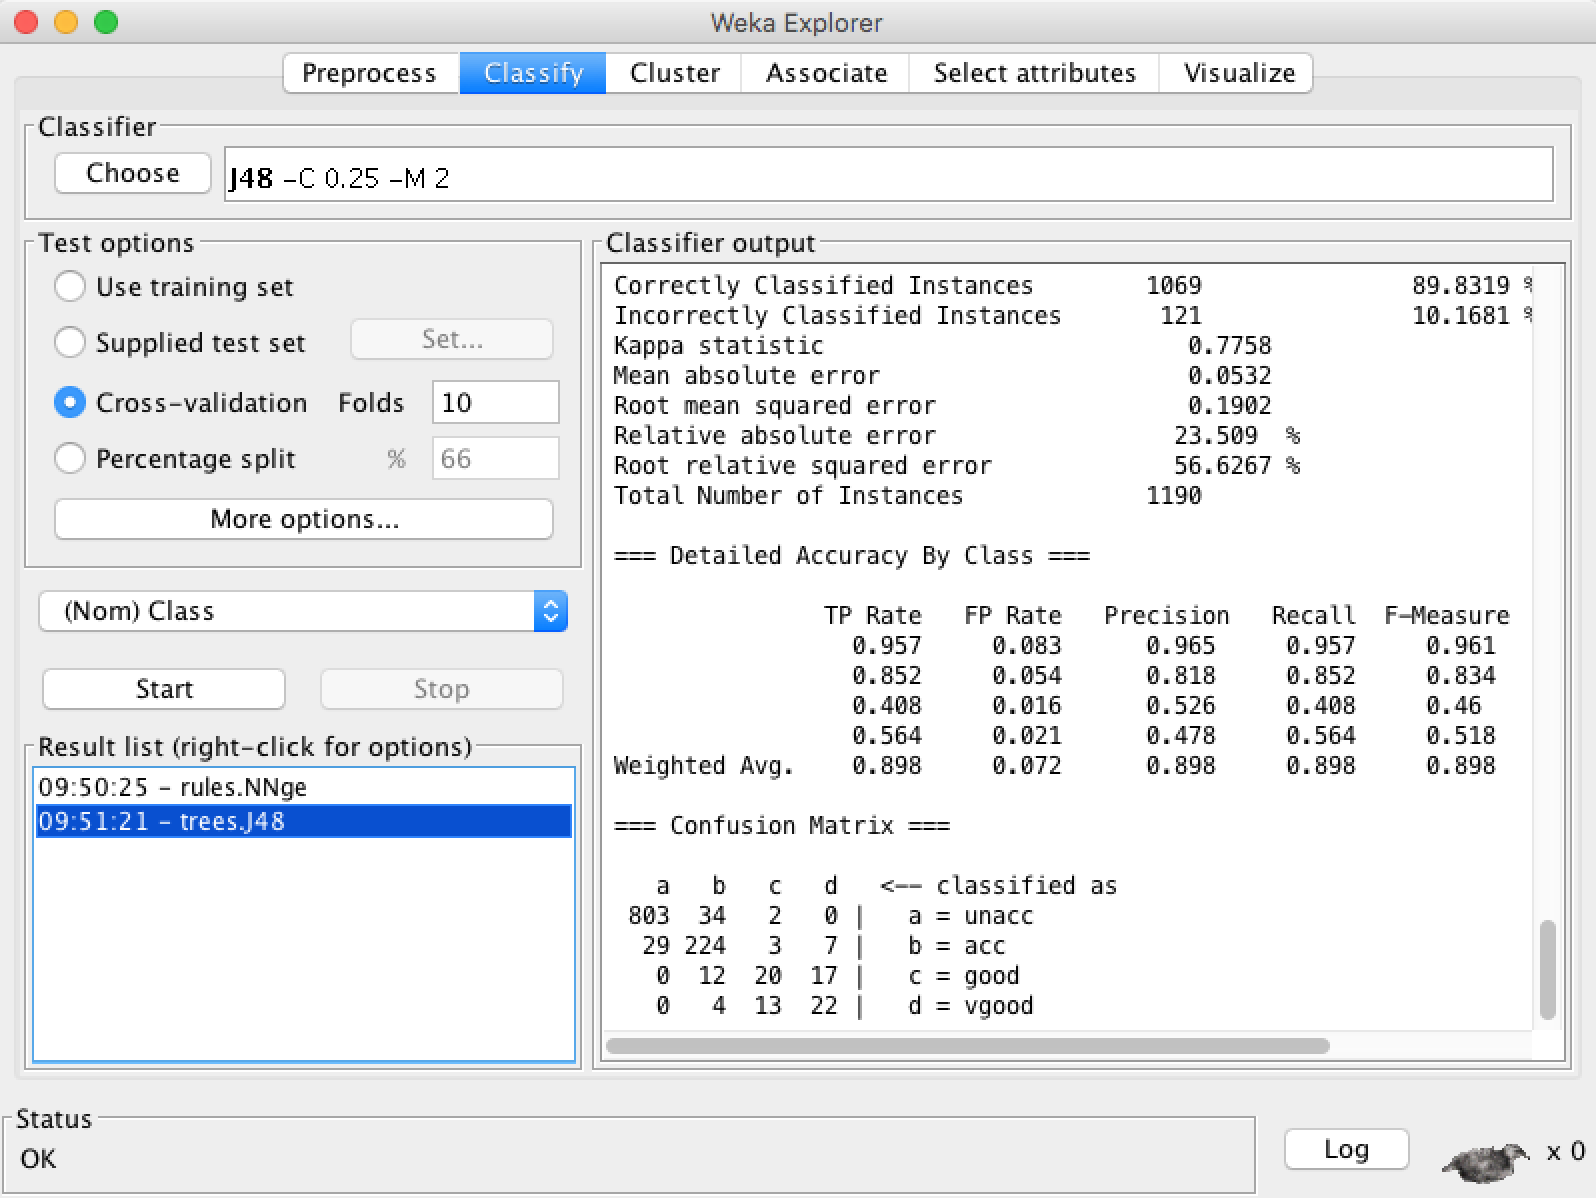 Weka Explorer
Preprocess Classify Cluster Associate Select attributes Visualize
Classifier
Choose J48 -C 0.25 -M 2
Test options
Use training set
Supplied test set Set...
Cross-validation Folds 10
Percentage split % 66
More options...
(Nom) Class
Start Stop
Result list (right-click for options)
09:50:25 - rules.NNge
09:51:21 - trees.J48
Classifier output
Correctly Classified Instances 1069 89.8319 %
Incorrectly Classified Instances 121 10.1681 %
Kappa statistic 0.7758
Mean absolute error 0.0532
Root mean squared error 0.1902
Relative absolute error 23.509 %
Root relative squared error 56.6267 %
Total Number of Instances 1190
=== Detailed Accuracy By Class ===
TP Rate FP Rate Precision Recall F-Measure
0.957 0.083 0.965 0.957 0.961
0.852 0.054 0.818 0.852 0.834
0.408 0.016 0.526 0.408 0.46
0.564 0.021 0.478 0.564 0.518
Weighted Avg. 0.898 0.072 0.898 0.898 0.898
=== Confusion Matrix ===
a b c d <-- classified as
803 34 2 0 | a = unacc
29 224 3 7 | b = acc
0 12 20 17 | c = good
0 4 13 22 | d = vgood
Status
OK
Log x 0